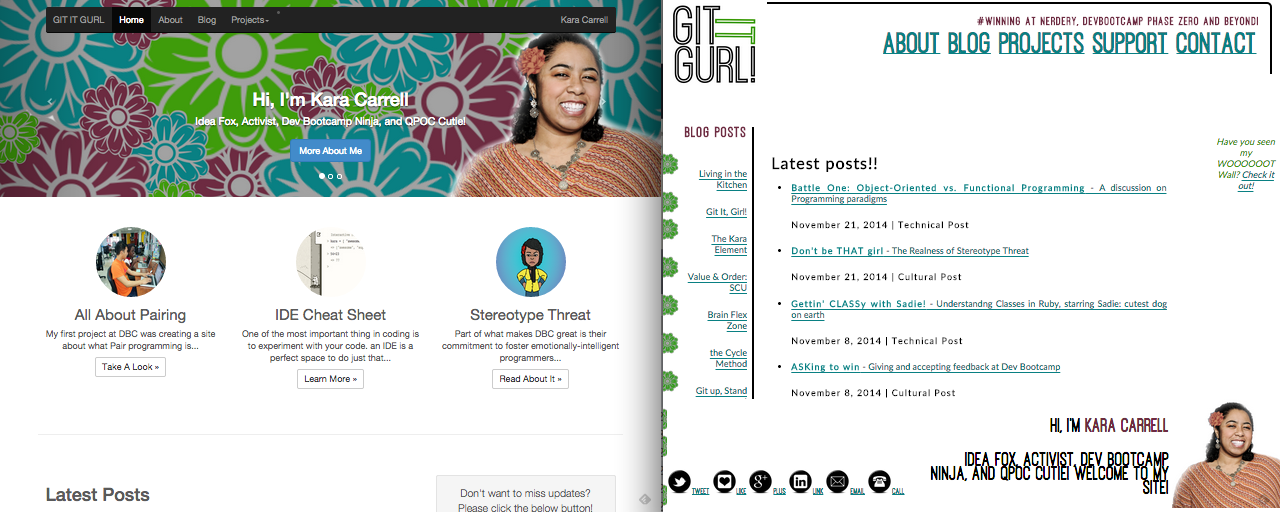 GIT IT GURL Home About Blog Projects Kara Carrell
Hi, I'm Kara Carrell
Idea Fox, Activist, Dev Bootcamp Ninja, and QPOC Cutie!
More About Me
All About Pairing
My first project at DBC was creating a site
about what Pair programming is...
Take A Look »
IDE Cheat Sheet
One of the most important thing in coding is
to experiment with your code. an IDE is a
perfect space to do just that...
Learn More »
Stereotype Threat
Part of what makes DBC great is their
commitment to foster emotionally-intelligent
programmers...
Read About It »
Latest Posts
Don't want to miss updates?
Please click the below button!
GIT IT
GURL!
#WINNING AT NERDERY, DEVBOOTCAMP PHASE ZERO AND BEYOND!
ABOUT BLOG PROJECTS SUPPORT CONTACT
BLOG POSTS
Living in the
Kitchen
Git It, Girl!
The Kara
Element
Value & Order:
SCU
Brain Flex
Zone
the Cycle
Method
Git up, Stand
Latest posts!!
Battle One: Object-Oriented vs. Functional Programming - A discussion on
Programming paradigms
November 21, 2014 | Technical Post
Don't be THAT girl - The Realness of Stereotype Threat
November 21, 2014 | Cultural Post
Gettin' CLASSy with Sadie! - Understandng Classes in Ruby, starring Sadie: cutest dog
on earth
November 8, 2014 | Technical Post
ASKing to win - Giving and accepting feedback at Dev Bootcamp
November 8, 2014 | Cultural Post
Have you seen
my
WOOOOOOT
Wall? Check it
out!
HI, I'M KARA CARRELL
IDEA FOX, ACTIVIST, DEV BOOTCAMP
NINJA, AND QPOC CUTIE! WELCOME TO MY
SITE!
TWEET LIKE PLUS LINK EMAIL CALL